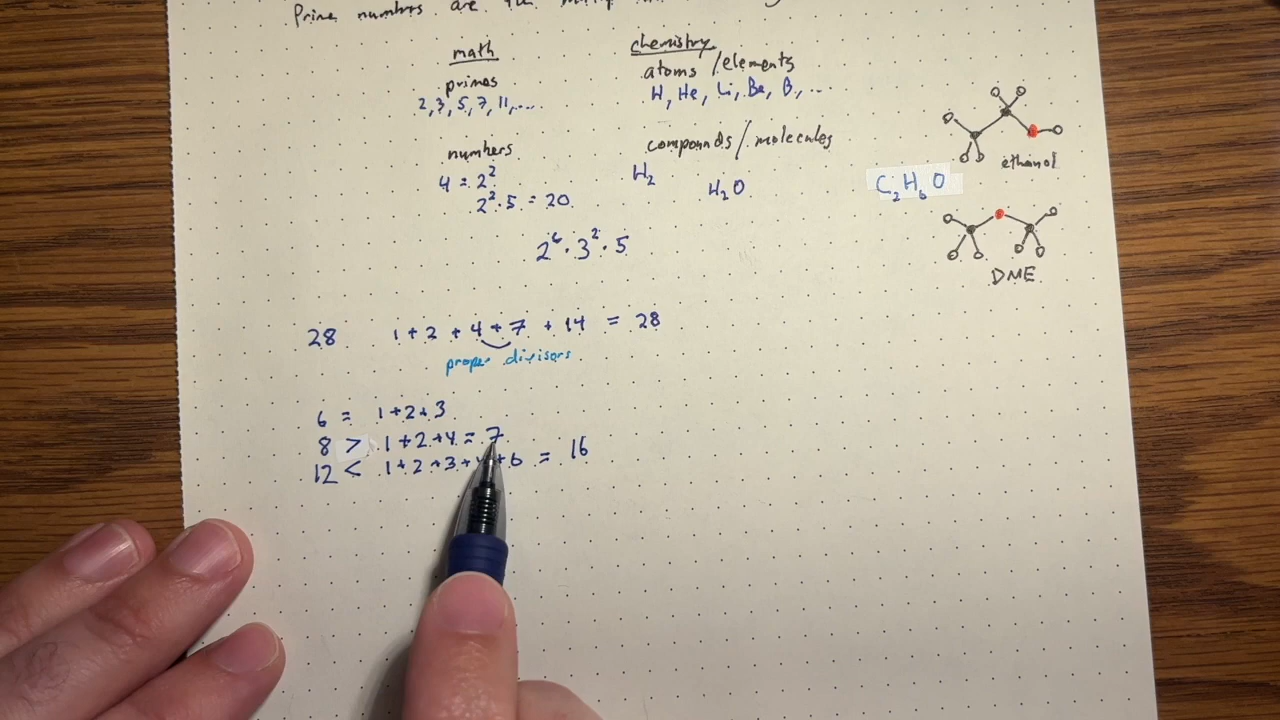 Prime numbers are the
math
primes
2, 3, 5, 7, 11, ...
numbers
4 = 2²
2²·5 = 20
2⁶·3²·5
chemistry
atoms/elements
H, He, Li, Be, B, ...
compounds/molecules
H₂
H₂O
C₂H₆O
ethanol
DME
28 1+2+4+7+14 = 28
proper divisors
6 = 1+2+3
8 > 1+2+4 = 7
12 < 1+2+3+4+6 = 16